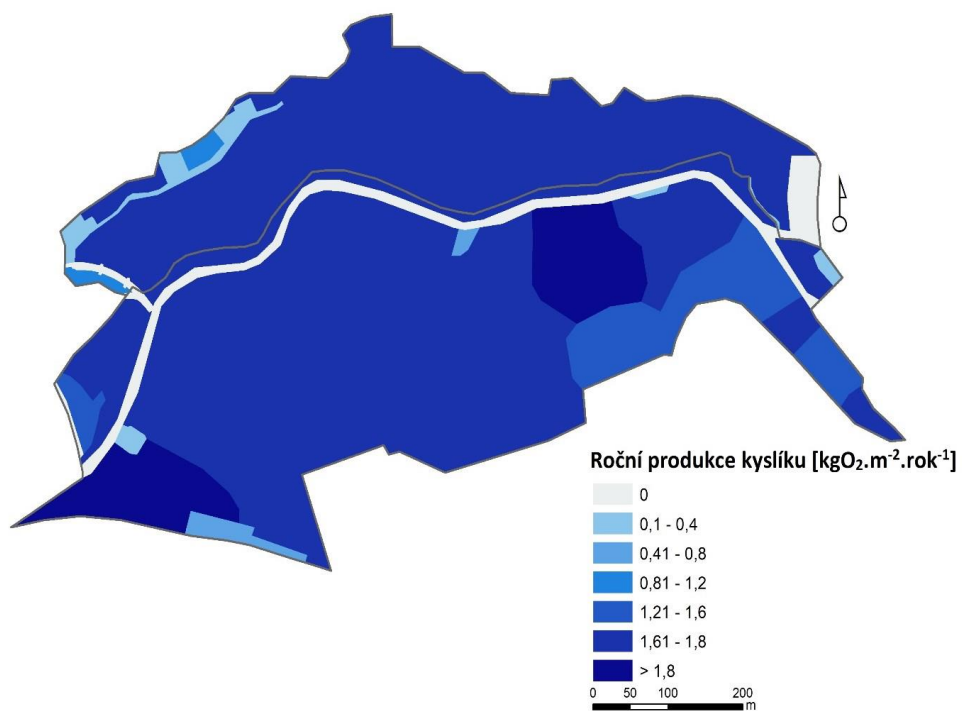 Roční produkce kyslíku [kgO₂.m⁻².rok⁻¹]
0
0,1 - 0,4
0,41 - 0,8
0,81 - 1,2
1,21 - 1,6
1,61 - 1,8
> 1,8
0 50 100 200
m